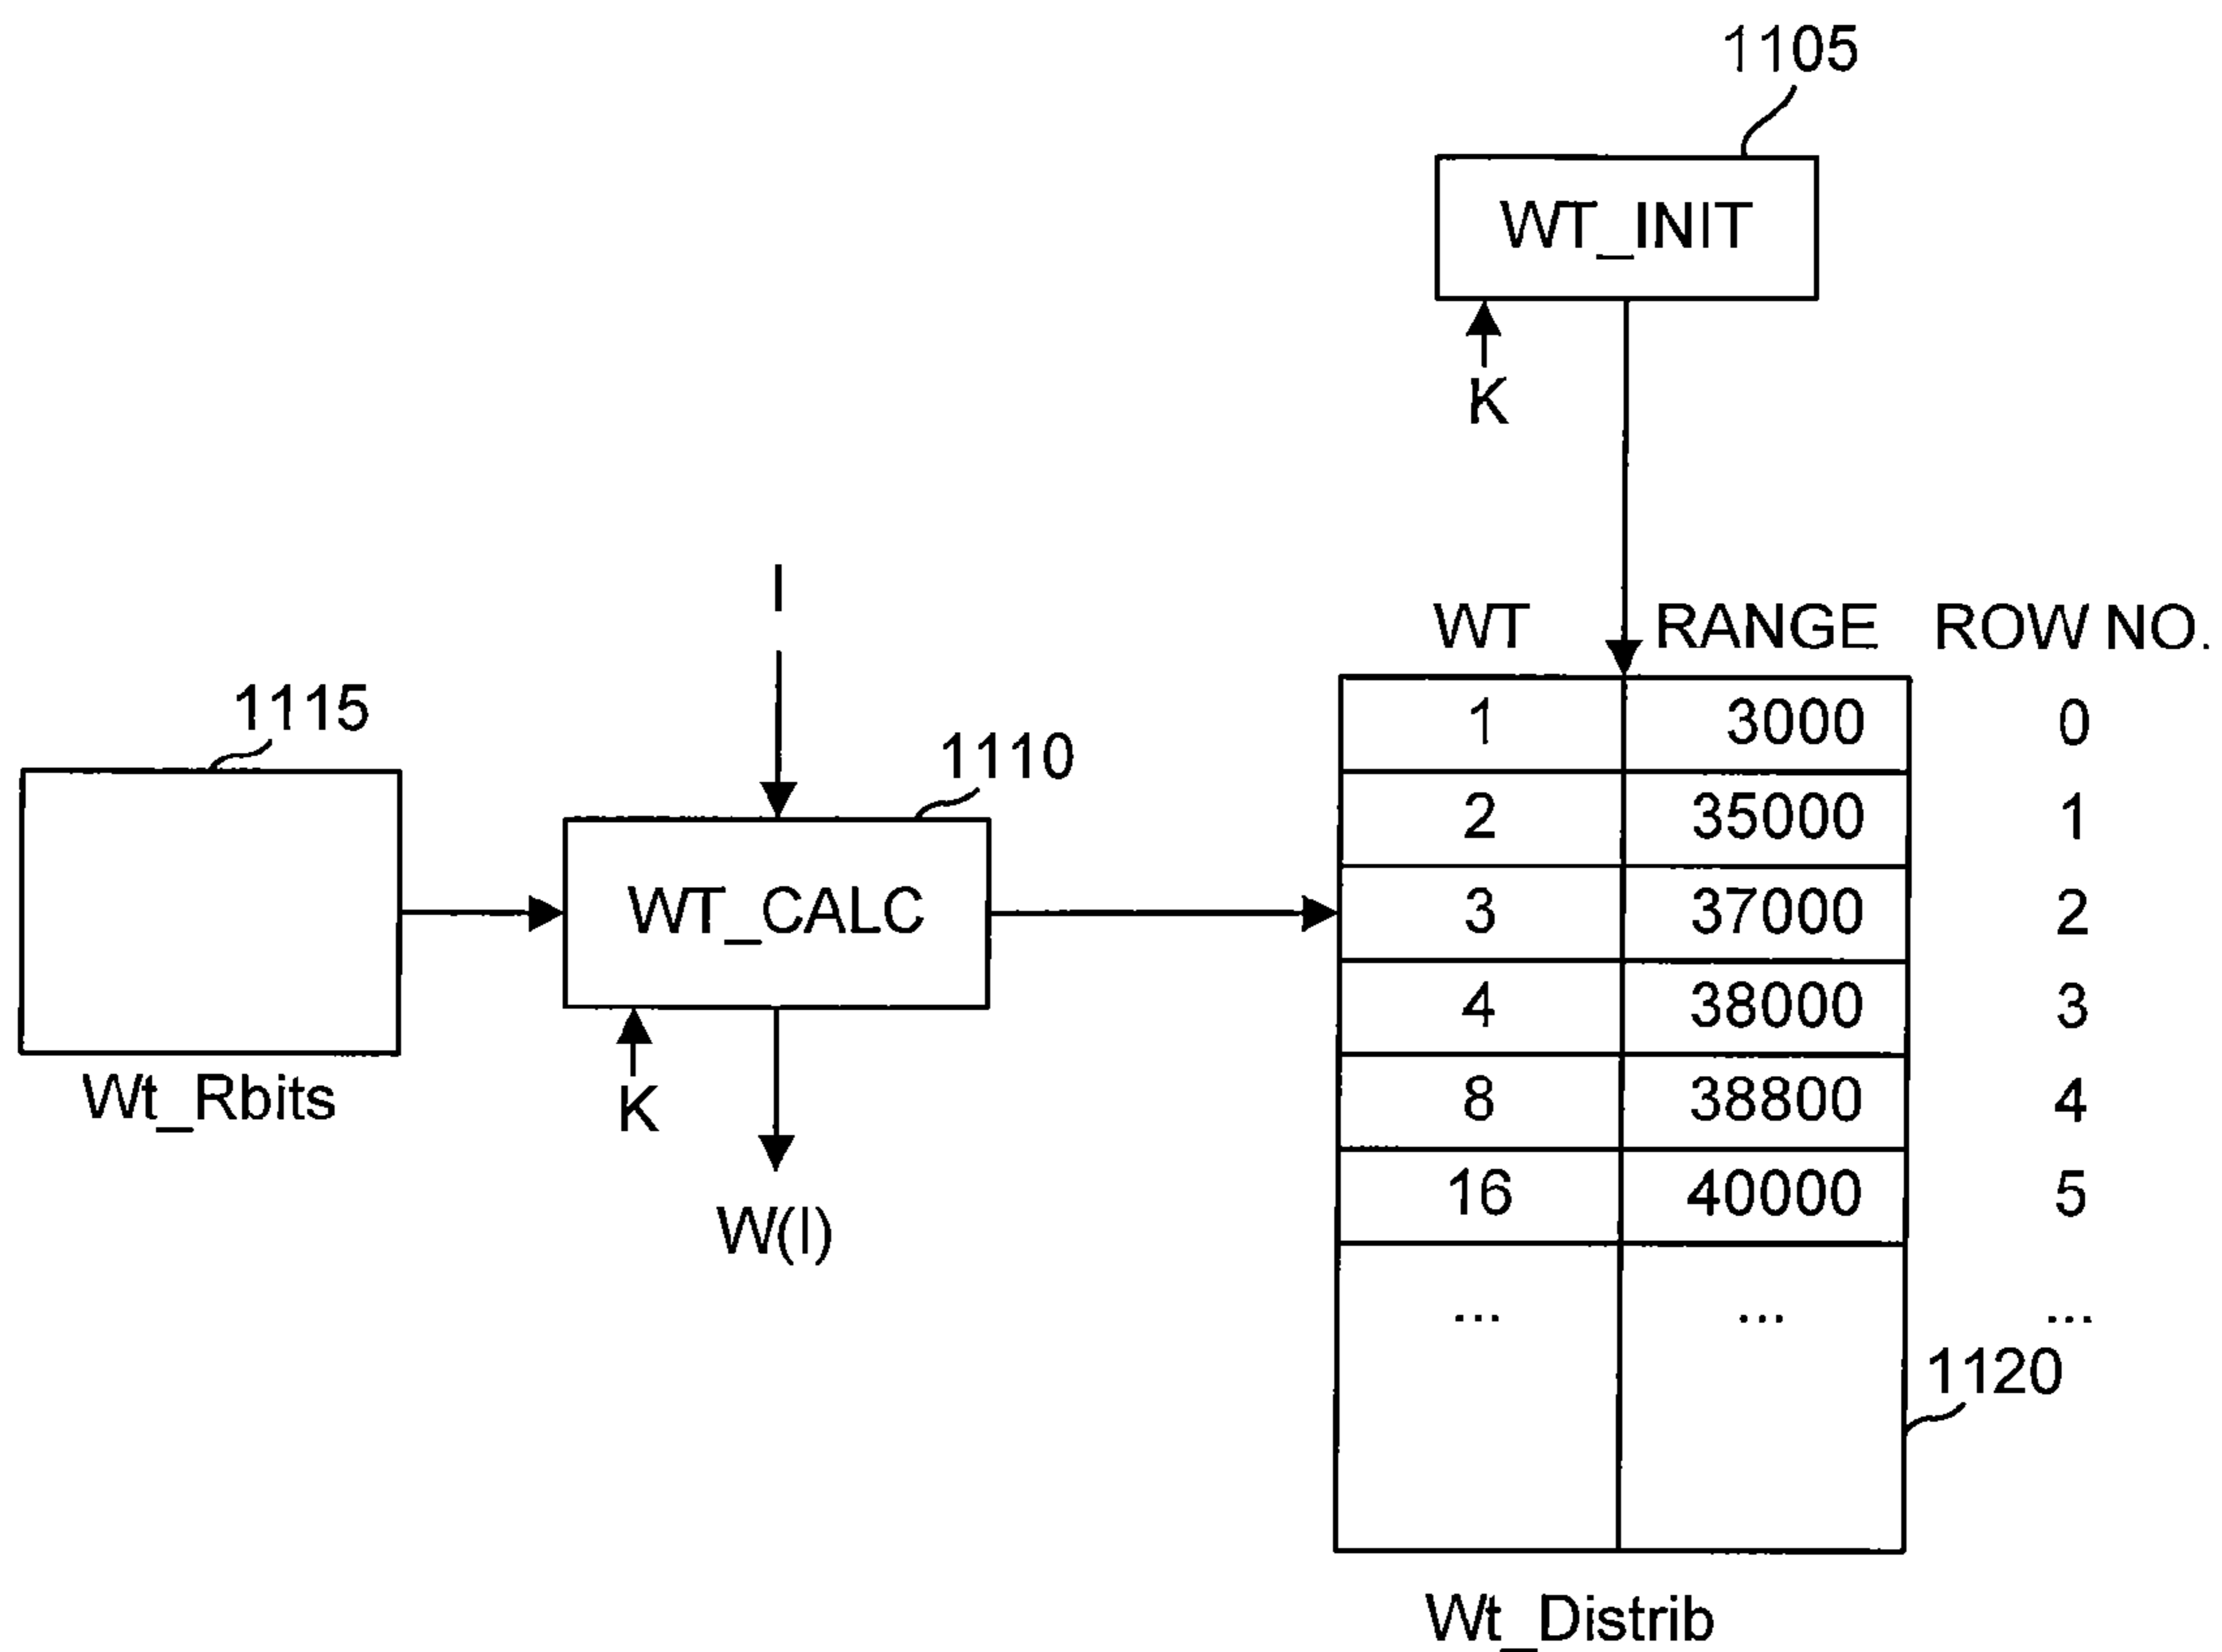 1105
WT_INIT
K
I
WT RANGE ROW NO.
1 3000 0
2 35000 1
3 37000 2
4 38000 3
8 38800 4
16 40000 5
... ... ...
1120
Wt_Distrib
1115
Wt_Rbits
1110
WT_CALC
K
W(I)